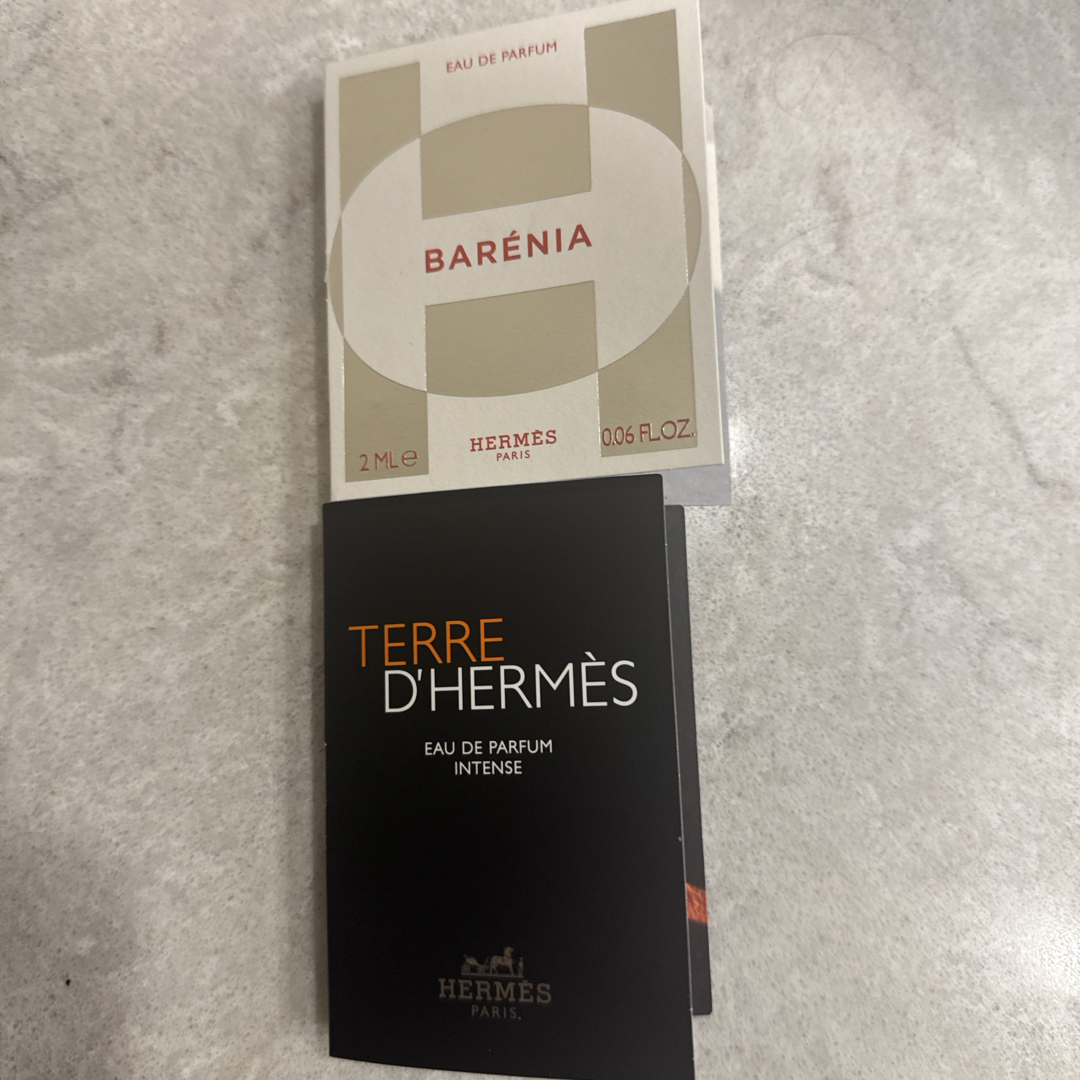 EAU DE PARFUM
BARÉNIA
2 ML e
HERMÈS
PARIS
0.06 FL.OZ.
TERRE
D'HERMÈS
EAU DE PARFUM
INTENSE
HERMÈS
PARIS